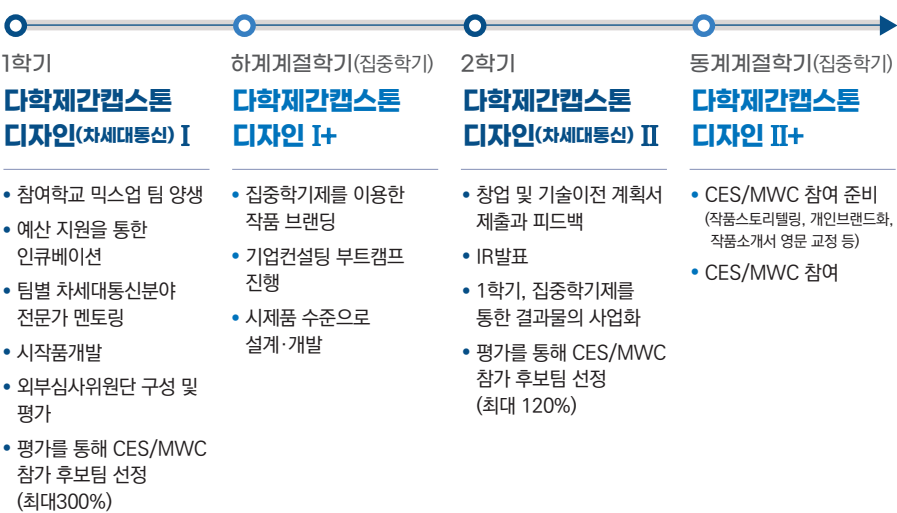 1학기
다학제간캡스톤
디자인(차세대통신) I
• 참여학교 믹스업 팀 양생
• 예산 지원을 통한
인큐베이션
• 팀별 차세대통신분야
전문가 멘토링
• 시작품개발
• 외부심사위원단 구성 및
평가
• 평가를 통해 CES/MWC
참가 후보팀 선정
(최대300%)
하계계절학기(집중학기)
다학제간캡스톤
디자인 I+
• 집중학기제를 이용한
작품 브랜딩
• 기업컨설팅 부트캠프
진행
• 시제품 수준으로
설계·개발
2학기
다학제간캡스톤
디자인(차세대통신) II
• 창업 및 기술이전 계획서
제출과 피드백
• IR발표
• 1학기, 집중학기제를
통한 결과물의 사업화
• 평가를 통해 CES/MWC
참가 후보팀 선정
(최대 120%)
동계계절학기(집중학기)
다학제간캡스톤
디자인 II+
• CES/MWC 참여 준비
(작품스토리텔링, 개인브랜드화,
작품소개서 영문 교정 등)
• CES/MWC 참여